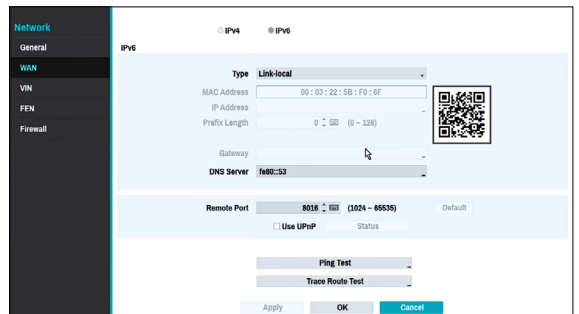 Network
General
WAN
VIN
FEN
Firewall
IPv4 IPv6
IPv6
Type Link-local
MAC Address 00 : 03 : 22 : 5B : F0 : 6F
IP Address
Prefix Length 0 (0 ~ 128)
Gateway
DNS Server fe80::53
Remote Port 8016 (1024 ~ 65535) Default
Use UPnP Status
Ping Test
Trace Route Test
Apply OK Cancel